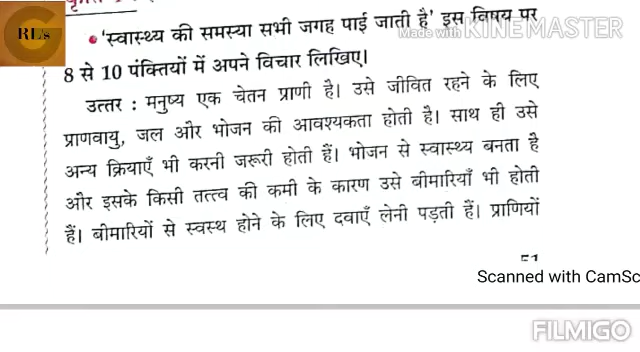 RL's
Made with KINEMASTER
• 'स्वास्थ्य की समस्या सभी जगह पाई जाती है' इस विषय पर
8 से 10 पंक्तियों में अपने विचार लिखिए।
उत्तर : मनुष्य एक चेतन प्राणी है। उसे जीवित रहने के लिए
प्राणवायु, जल और भोजन की आवश्यकता होती है। साथ ही उसे
अन्य क्रियाएँ भी करनी जरूरी होती हैं। भोजन से स्वास्थ्य बनता है
और इसके किसी तत्त्व की कमी के कारण उसे बीमारियाँ भी होती
हैं। बीमारियों से स्वस्थ होने के लिए दवाएँ लेनी पड़ती हैं। प्राणियों
Scanned with CamSc
FILMIGO